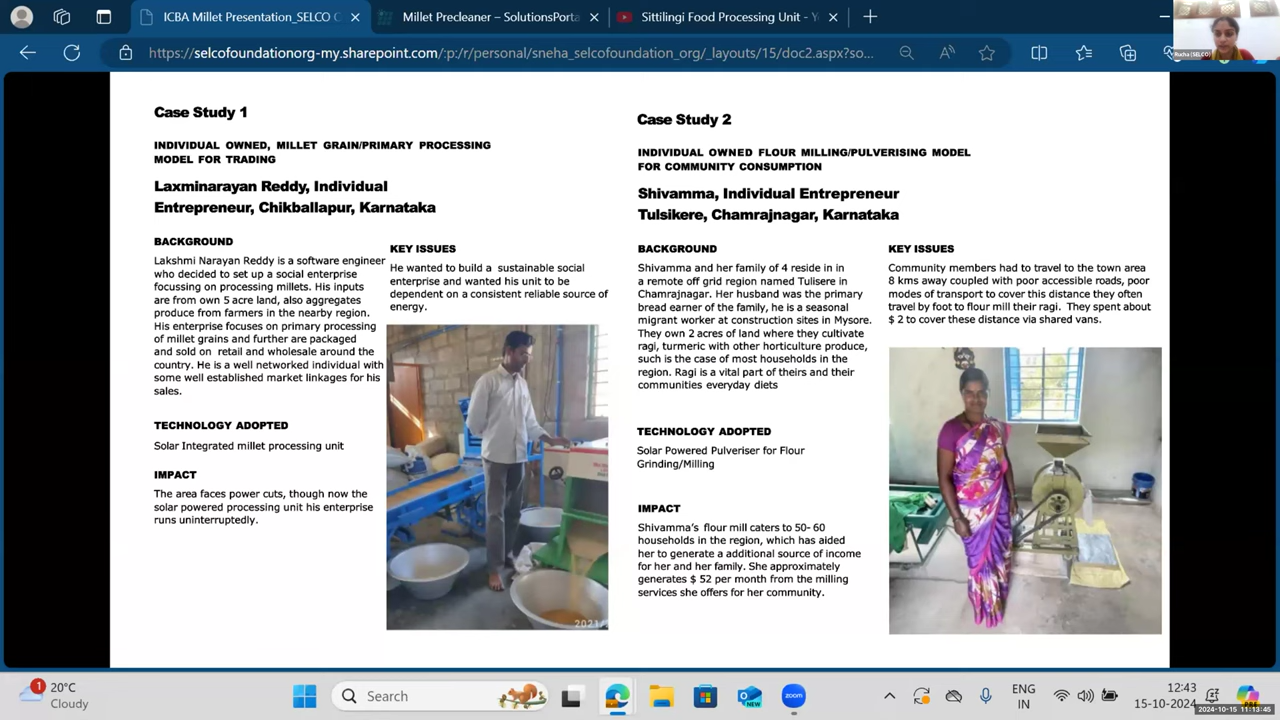 ICBA Millet Presentation_SELCO
Millet Precleaner – SolutionsPorta
Sittilingi Food Processing Unit - Y
https://selcofoundationorg-my.sharepoint.com/:p:/r/personal/sneha_selcofoundation_org/_layouts/15/doc2.aspx?so...
Case Study 1
INDIVIDUAL OWNED, MILLET GRAIN/PRIMARY PROCESSING
MODEL FOR TRADING
Laxminarayan Reddy, Individual
Entrepreneur, Chikballapur, Karnataka
BACKGROUND
Lakshmi Narayan Reddy is a software engineer
who decided to set up a social enterprise
focussing on processing millets. His inputs
are from own 5 acre land, also aggregates
produce from farmers in the nearby region.
His enterprise focuses on primary processing
of millet grains and further are packaged
and sold on retail and wholesale around the
country. He is a well networked individual with
some well established market linkages for his
sales.
TECHNOLOGY ADOPTED
Solar Integrated millet processing unit
IMPACT
The area faces power cuts, though now the
solar powered processing unit his enterprise
runs uninterruptedly.
KEY ISSUES
He wanted to build a sustainable social
enterprise and wanted his unit to be
dependent on a consistent reliable source of
energy.
Case Study 2
INDIVIDUAL OWNED FLOUR MILLING/PULVERISING MODEL
FOR COMMUNITY CONSUMPTION
Shivamma, Individual Entrepreneur
Tulsikere, Chamrajnagar, Karnataka
BACKGROUND
Shivamma and her family of 4 reside in in
a remote off grid region named Tulisere in
Chamrajnagar. Her husband was the primary
bread earner of the family, he is a seasonal
migrant worker at construction sites in Mysore.
They own 2 acres of land where they cultivate
ragi, turmeric with other horticulture produce,
such is the case of most households in the
region. Ragi is a vital part of theirs and their
communities everyday diets
TECHNOLOGY ADOPTED
Solar Powered Pulveriser for Flour
Grinding/Milling
IMPACT
Shivamma's flour mill caters to 50- 60
households in the region, which has aided
her to generate a additional source of income
for her and her family. She approximately
generates $ 52 per month from the milling
services she offers for her community.
KEY ISSUES
Community members had to travel to the town area
8 kms away coupled with poor accessible roads, poor
modes of transport to cover this distance they often
travel by foot to flour mill their ragi. They spent about
$ 2 to cover these distance via shared vans.
2021/
1
20°C
Cloudy
Search
NEW
zoom
ENG
IN
12:43
15-10-2024
PRE
2024-10-15 11:13:45